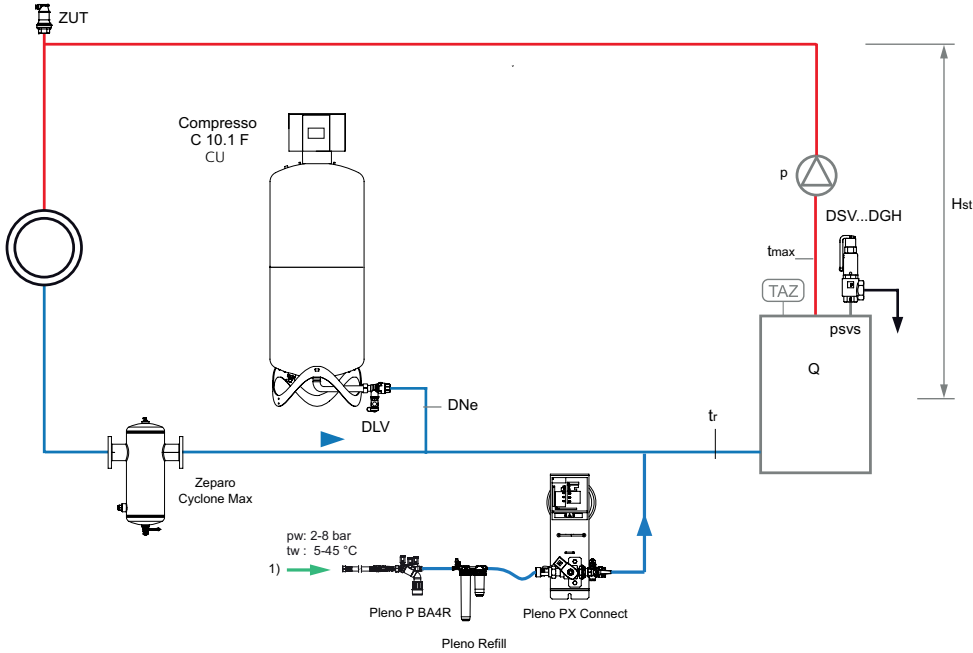 ZUT
Compresso
C 10.1 F
CU
p
Hst
DSV...DGH
tmax
TAZ
psvs
Q
DNe
DLV
tr
Zeparo
Cyclone Max
pw: 2-8 bar
tw : 5-45 °C
1)
Pleno P BA4R
Pleno PX Connect
Pleno Refill